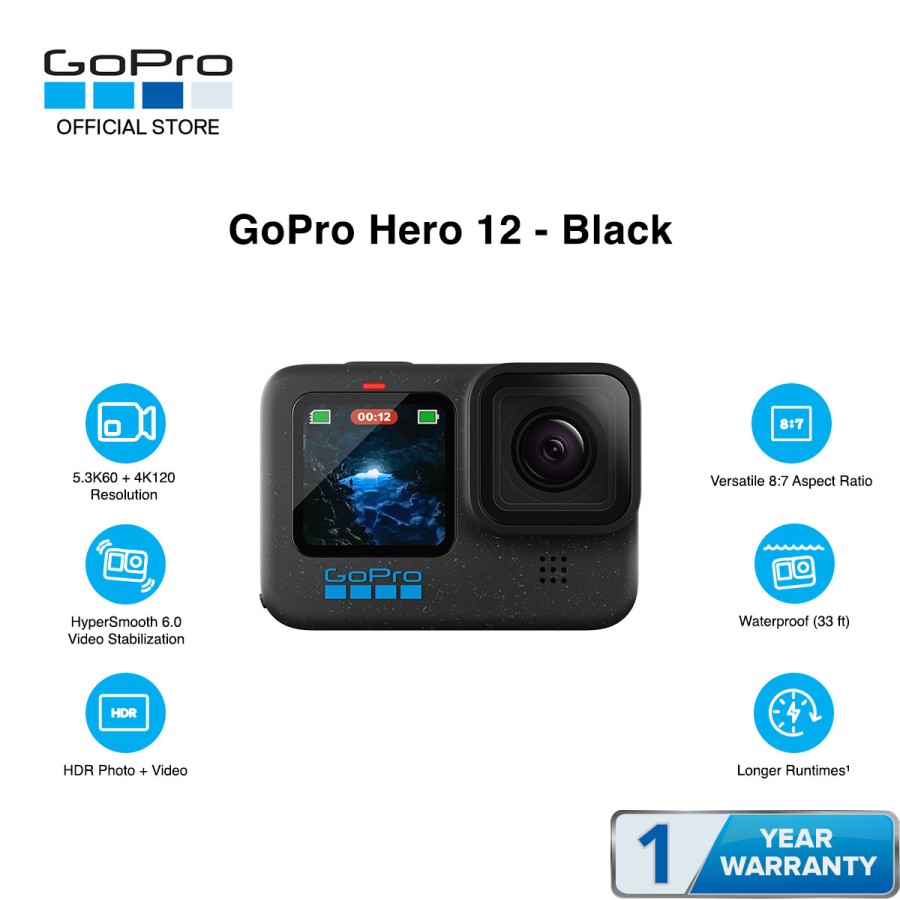 GoPro
OFFICIAL STORE
GoPro Hero 12 - Black
5.3K60 + 4K120
Resolution
HyperSmooth 6.0
Video Stabilization
HDR
HDR Photo + Video
00:12
GoPro
8:7
Versatile 8:7 Aspect Ratio
Waterproof (33 ft)
Longer Runtimes¹
1 YEAR
WARRANTY